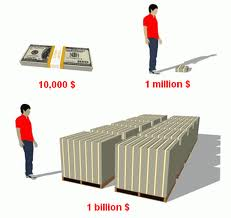 10,000 $
1 million $
1 billion $